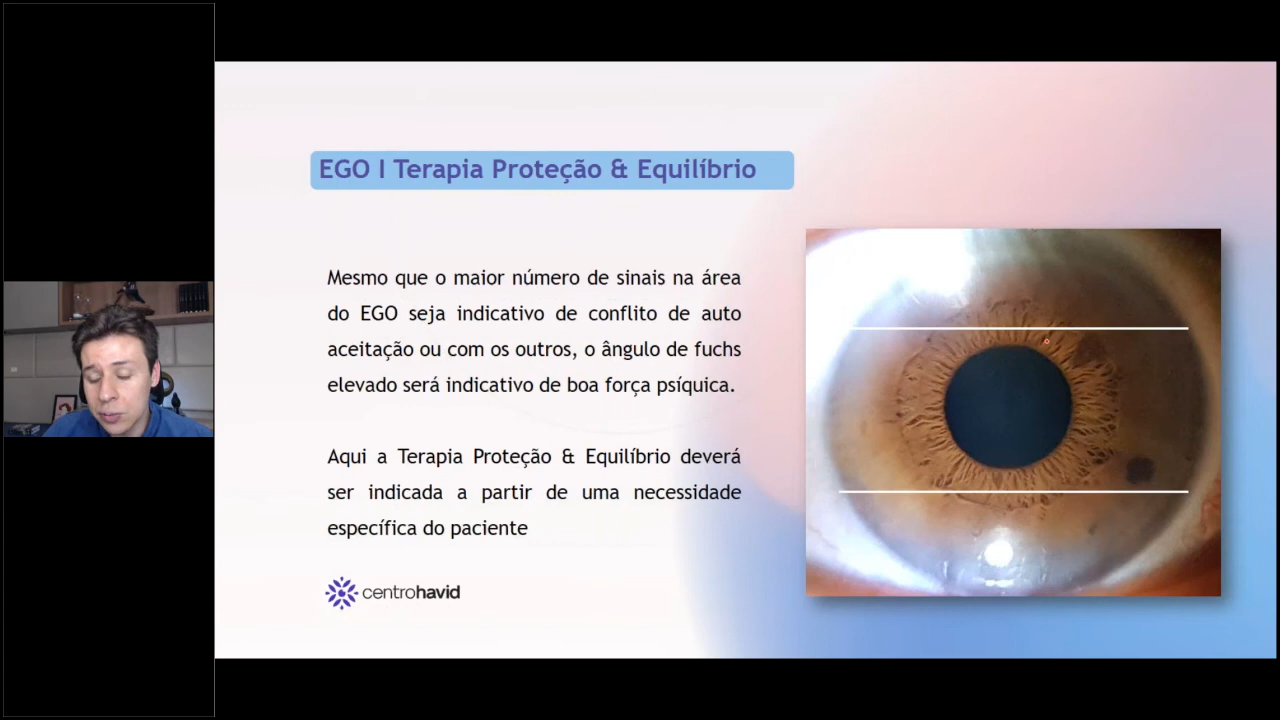 EGO I Terapia Proteção & Equilíbrio
Mesmo que o maior número de sinais na área
do EGO seja indicativo de conflito de auto
aceitação ou com os outros, o ângulo de fuchs
elevado será indicativo de boa força psíquica.
Aqui a Terapia Proteção & Equilíbrio deverá
ser indicada a partir de uma necessidade
específica do paciente
centrohavid